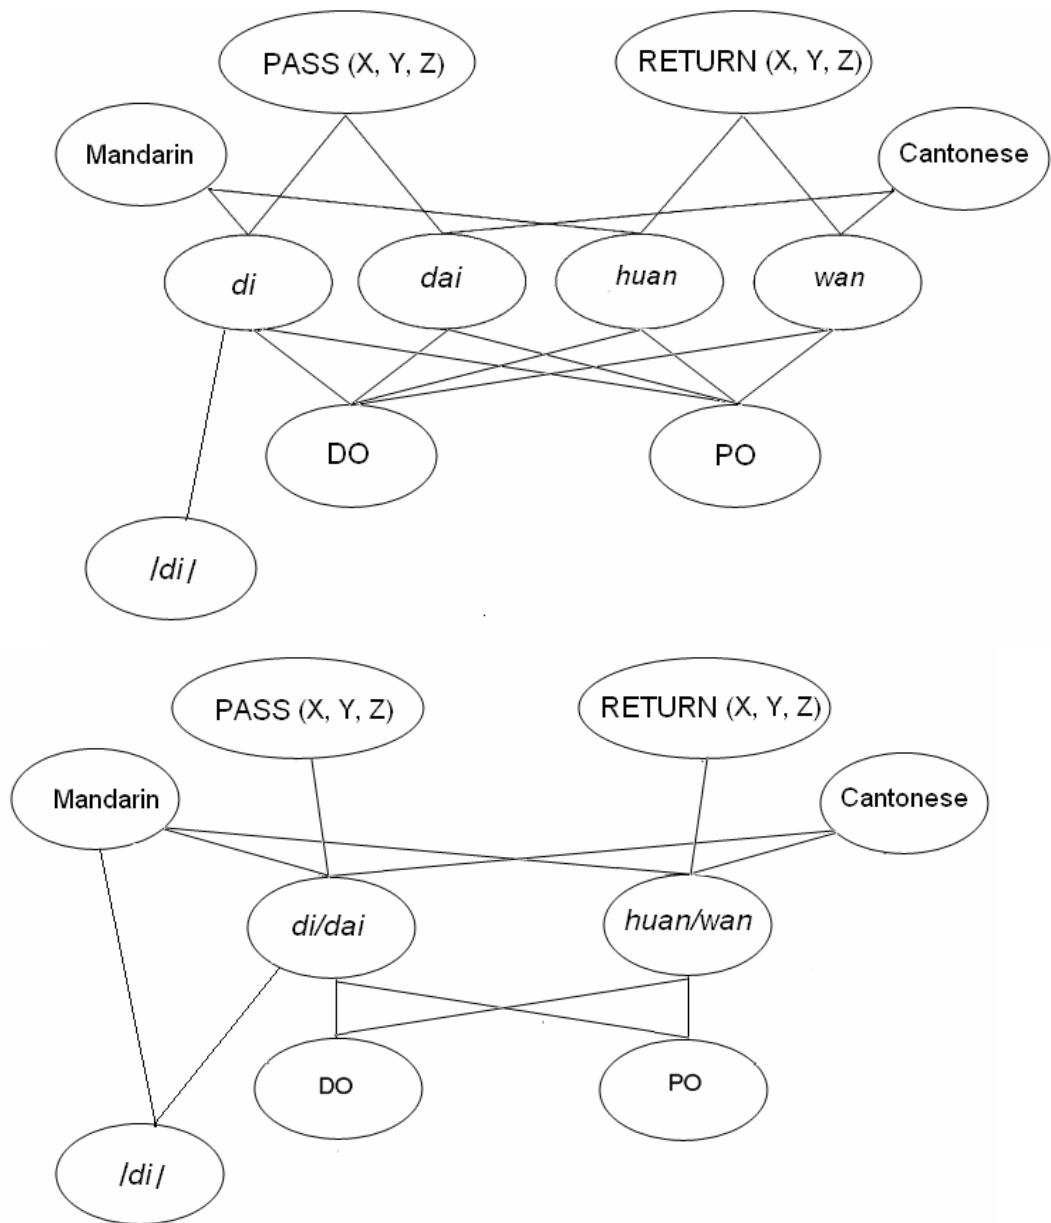 PASS (X, Y, Z)
RETURN (X, Y, Z)
Mandarin
Cantonese
di
dai
huan
wan
DO
PO
/di/
PASS (X, Y, Z)
RETURN (X, Y, Z)
Mandarin
Cantonese
di/dai
huan/wan
DO
PO
/di/